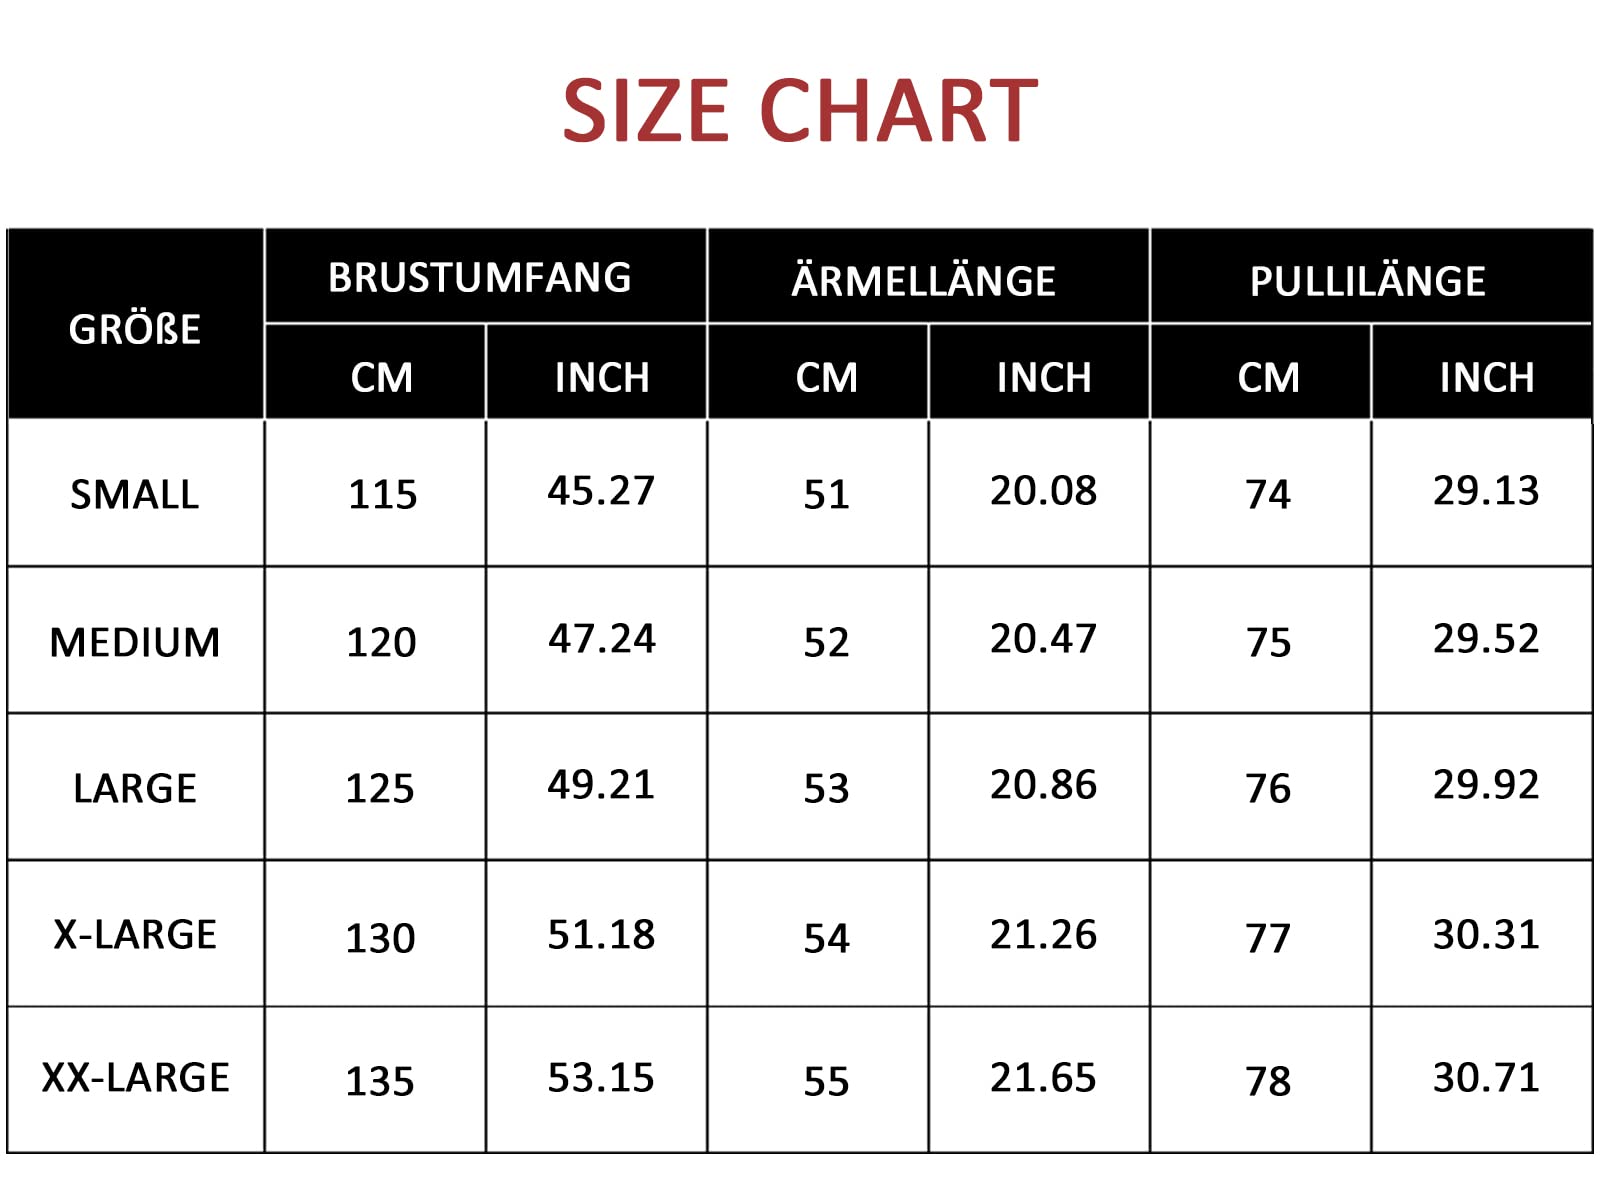 SIZE CHART
GRÖßE BRUSTUMFANG ÄRMELLÄNGE PULLILÄNGE
CM INCH CM INCH CM INCH
SMALL 115 45.27 51 20.08 74 29.13
MEDIUM 120 47.24 52 20.47 75 29.52
LARGE 125 49.21 53 20.86 76 29.92
X-LARGE 130 51.18 54 21.26 77 30.31
XX-LARGE 135 53.15 55 21.65 78 30.71